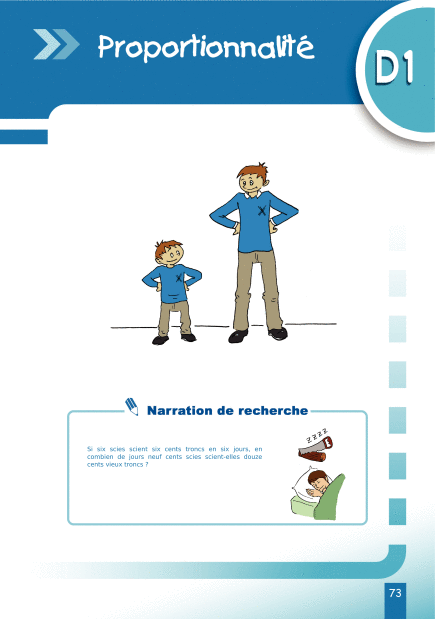 Proportionnalité
D1
Narration de recherche
Si six scies scient six cents troncs en six jours, en
combien de jours neuf cents scies scient-elles douze
cents vieux troncs ?
zzzz
73